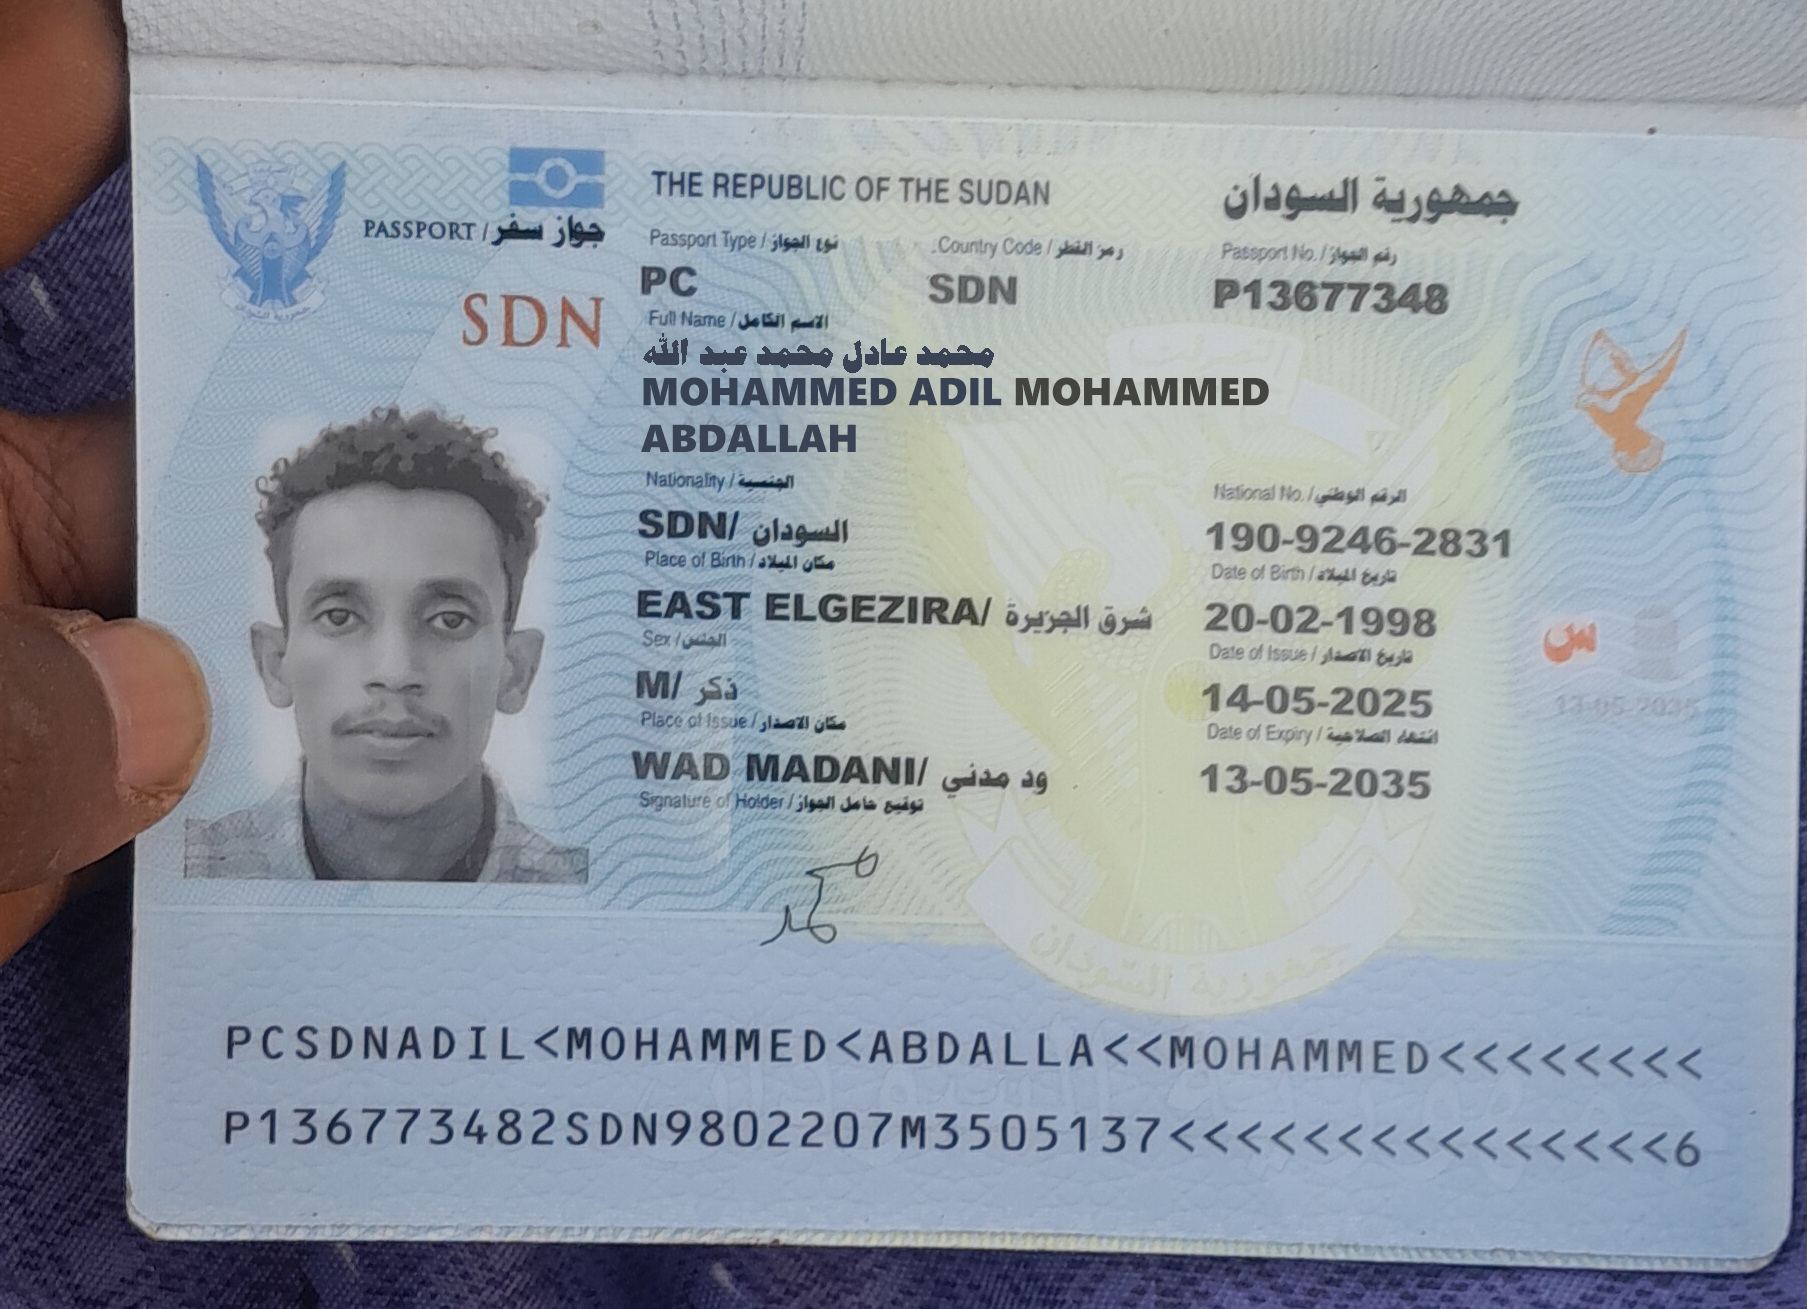 THE REPUBLIC OF THE SUDAN
جمهورية السودان
PASSPORT / جواز سفر
SDN
Passport Type / نوع الجواز
Country Code / رمز القطر
Passport No. / رقم الجواز
PC
SDN
P13677348
Full Name / الاسم الكامل
محمد عادل محمد عبد الله
MOHAMMED ADIL MOHAMMED
ABDALLAH
Nationality / الجنسية
National No. / الرقم الوطني
SDN/ السودان
190-9246-2831
Place of Birth / مكان الميلاد
Date of Birth / تاريخ الميلاد
EAST ELGEZIRA/ شرق الجزيرة
20-02-1998
Sex / الجنس
Date of Issue / تاريخ الاصدار
M/ ذكر
14-05-2025
Place of Issue / مكان الاصدار
Date of Expiry / انتهاء الصلاحية
WAD MADANI/ ود مدني
13-05-2035
Signature of Holder / توقيع حامل الجواز
س
13-05-2035
جمهورية السودان
PCSDNADIL<MOHAMMED<ABDALLA<<MOHAMMED<<<<<<<<
P136773482SDN9802207M3505137<<<<<<<<<<<<<<<6